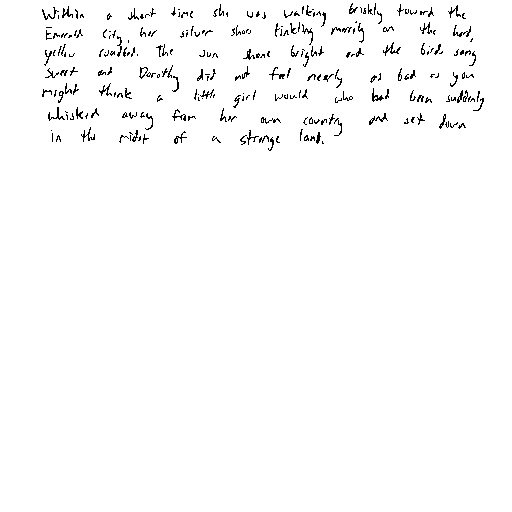 Within a short time she was walking briskly toward the
Emerald City, her silver shoes tinkling merrily on the hard,
yellow roadbed. The sun shone bright and the birds sang
sweet and Dorothy did not feel nearly as bad as you
might think a little girl would who had been suddenly
whisked away from her own country and set down
in the midst of a strange land.